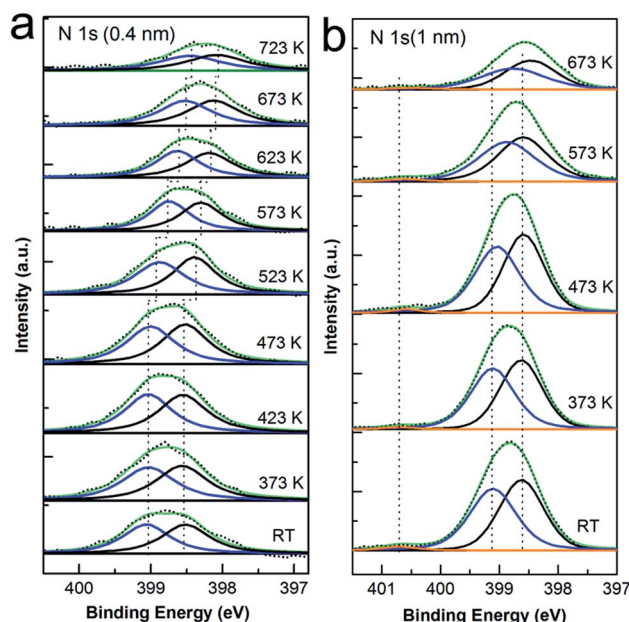 a
N 1s (0.4 nm)
723 K
673 K
623 K
573 K
523 K
473 K
423 K
373 K
RT
Intensity (a.u.)
400 399 398 397
Binding Energy (eV)
b
N 1s(1 nm)
673 K
573 K
473 K
373 K
RT
Intensity (a.u.)
401 400 399 398 397
Binding Energy (eV)